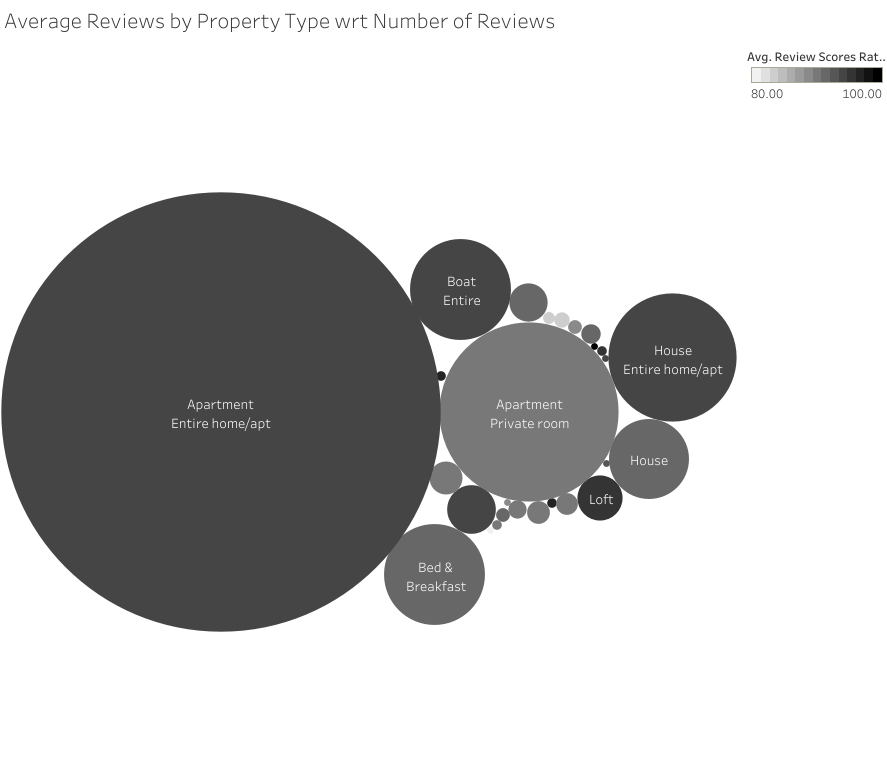 Average Reviews by Property Type wrt Number of Reviews
Avg. Review Scores Rat..
80.00 100.00
Boat
Entire
House
Entire home/apt
Apartment
Entire home/apt
Apartment
Private room
House
Loft
Bed &
Breakfast